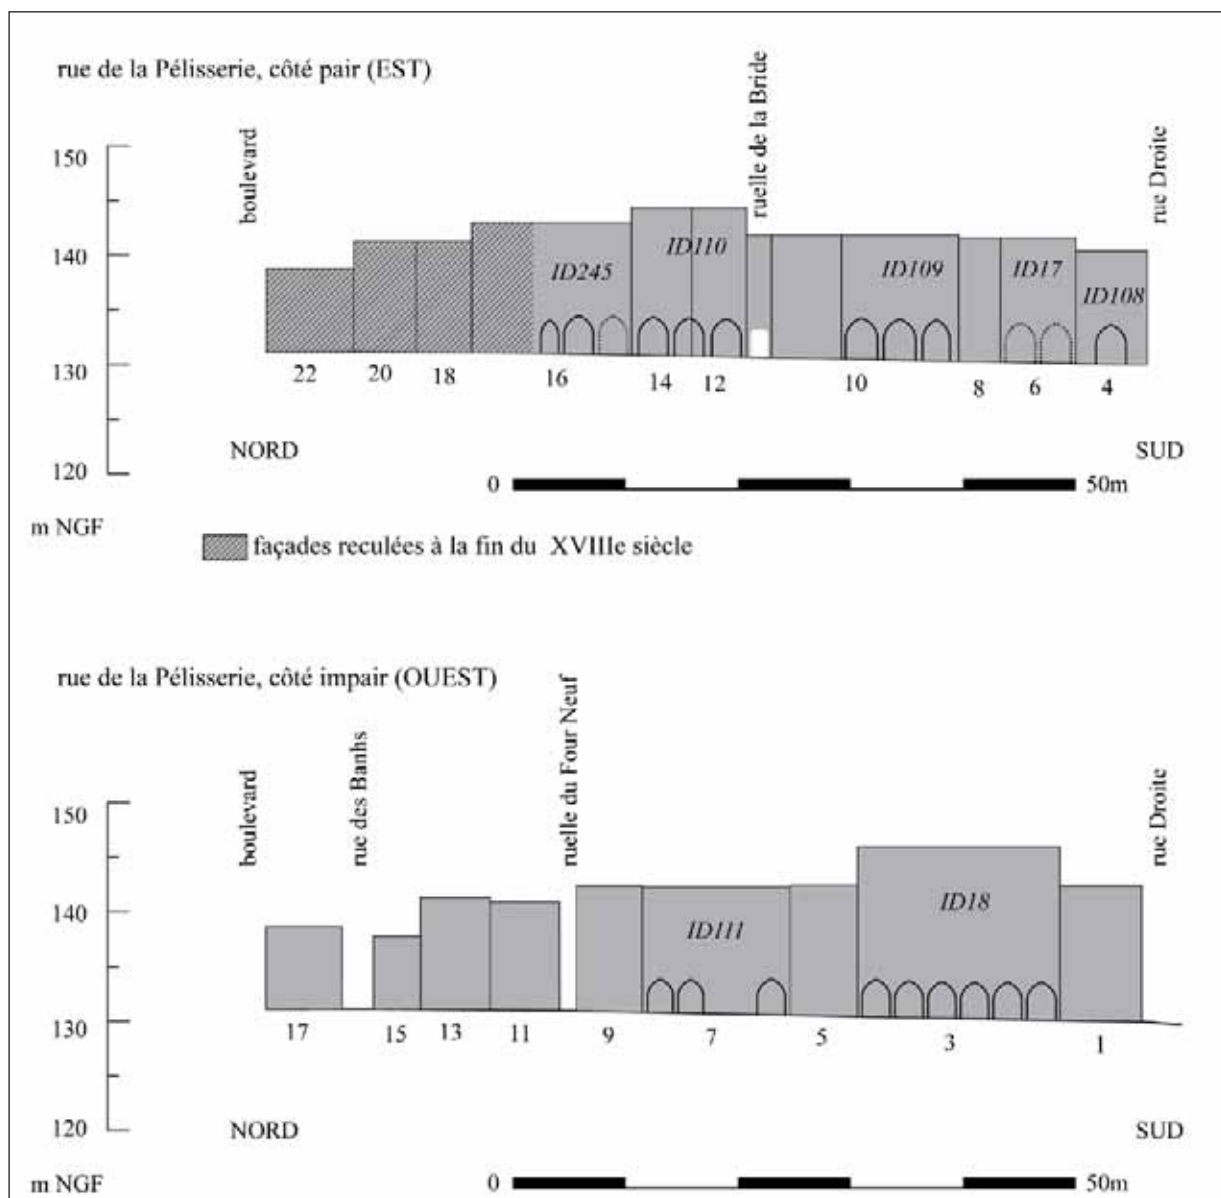 rue de la Pélisserie, côté pair (EST)
boulevard
ruelle de la Bride
rue Droite
150
140
130
120
m NGF
ID245
ID110
ID109
ID17
ID108
22
20
18
16
14
12
10
8
6
4
NORD
SUD
0
50m
façades reculées à la fin du XVIIIe siècle
rue de la Pélisserie, côté impair (OUEST)
boulevard
rue des Banhs
ruelle du Four Neuf
rue Droite
150
140
130
120
m NGF
ID111
ID18
17
15
13
11
9
7
5
3
1
NORD
SUD
0
50m